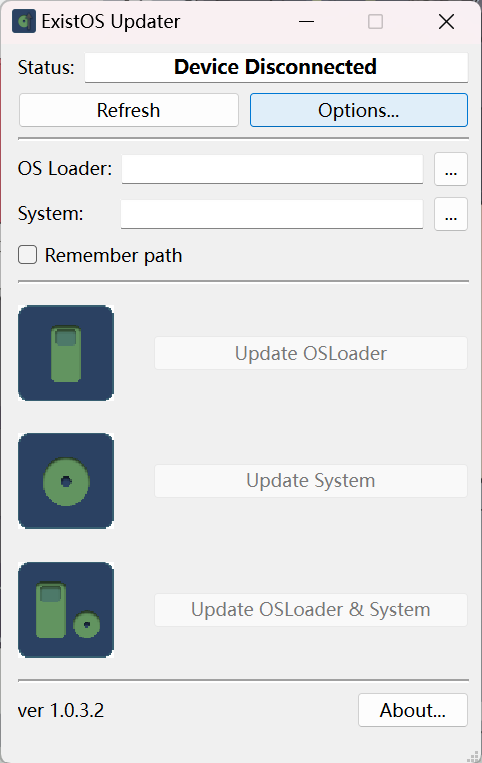 ExistOS Updater
Status: Device Disconnected
Refresh Options...
OS Loader: ...
System: ...
Remember path
Update OSLoader
Update System
Update OSLoader & System
ver 1.0.3.2 About...